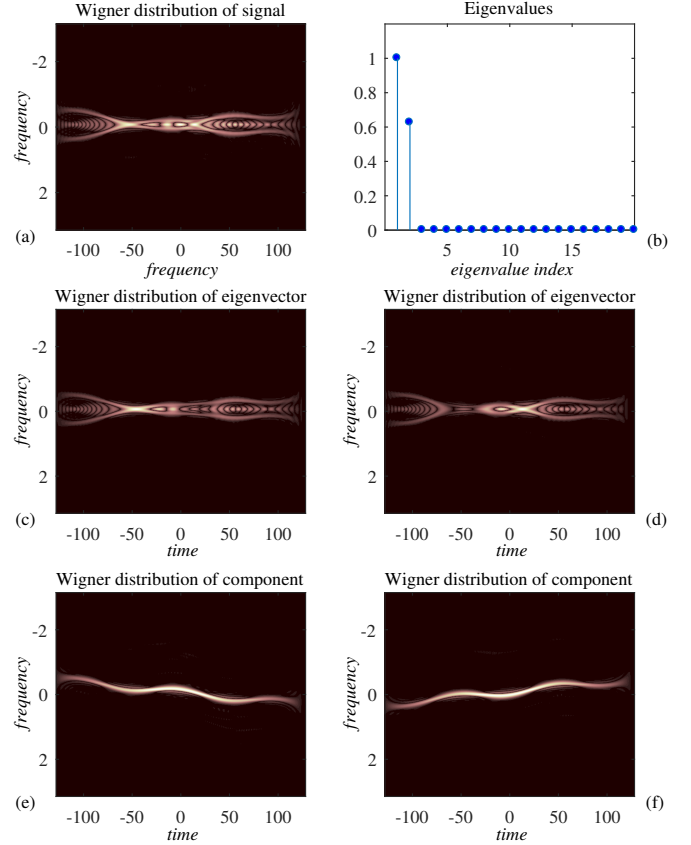 Wigner distribution of signal
frequency
-2
0
2
-100 -50 0 50 100
frequency
(a)
Eigenvalues
1
0.8
0.6
0.4
0.2
0
5 10 15
eigenvalue index
(b)
Wigner distribution of eigenvector
frequency
-2
0
2
-100 -50 0 50 100
time
(c)
Wigner distribution of eigenvector
frequency
-2
0
2
-100 -50 0 50 100
time
(d)
Wigner distribution of component
frequency
-2
0
2
-100 -50 0 50 100
time
(e)
Wigner distribution of component
frequency
-2
0
2
-100 -50 0 50 100
time
(f)